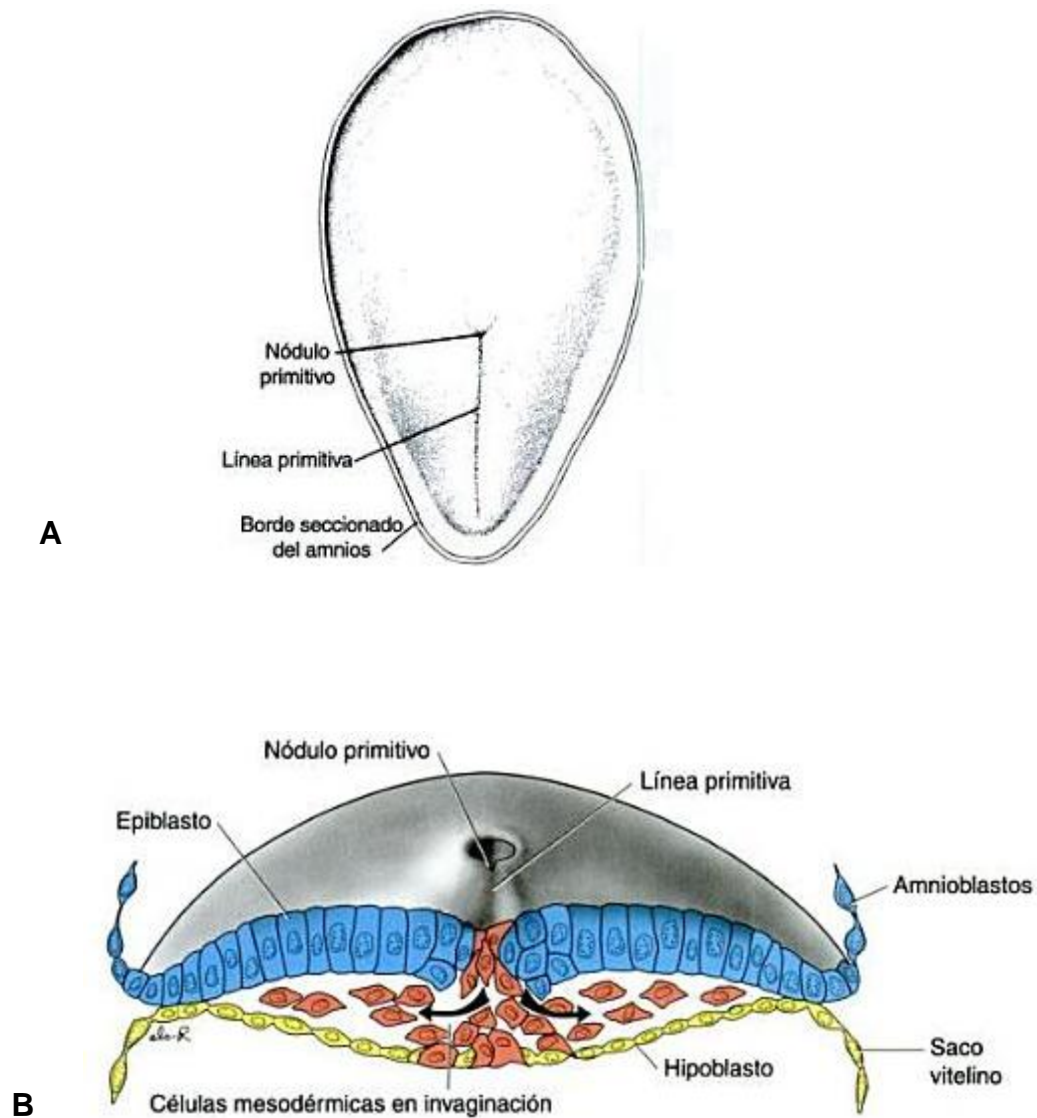 Nódulo
primitivo
Línea primitiva
Borde seccionado
del amnios
A
Nódulo primitivo
Línea primitiva
Epiblasto
Amnioblastos
Saco
vitelino
Hipoblasto
Células mesodérmicas en invaginación
B